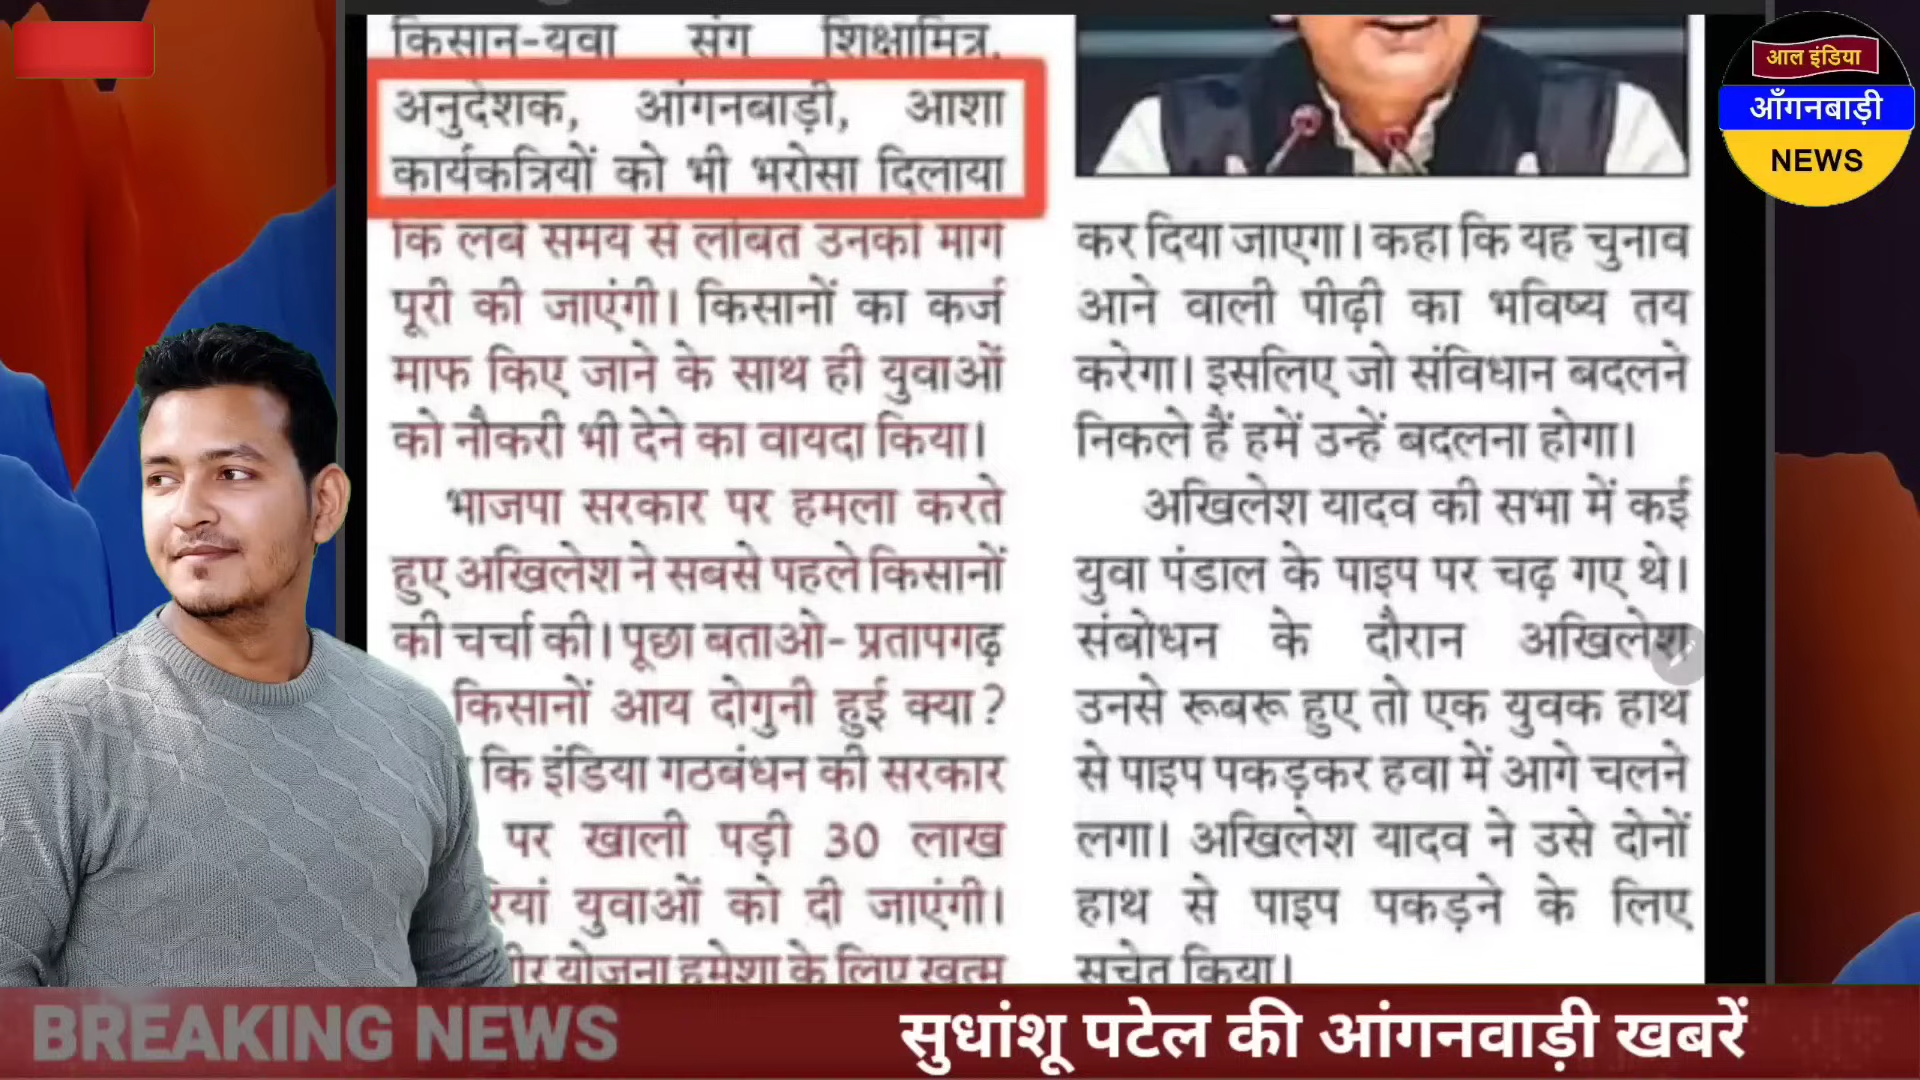 किसान-युवा संग शिक्षामित्र,
अनुदेशक, आंगनबाड़ी, आशा
कार्यकत्रियों को भी भरोसा दिलाया
कि लंबे समय से लंबित उनकी मांगें
पूरी की जाएंगी। किसानों का कर्ज
माफ किए जाने के साथ ही युवाओं
को नौकरी भी देने का वायदा किया।
भाजपा सरकार पर हमला करते
हुए अखिलेश ने सबसे पहले किसानों
की चर्चा की। पूछा बताओ- प्रतापगढ़
किसानों आय दोगुनी हुई क्या?
कि इंडिया गठबंधन की सरकार
पर खाली पड़ी 30 लाख
युवाओं को दी जाएंगी।
योजना हमेशा के लिए खत्म
कर दिया जाएगा। कहा कि यह चुनाव
आने वाली पीढ़ी का भविष्य तय
करेगा। इसलिए जो संविधान बदलने
निकले हैं हमें उन्हें बदलना होगा।
अखिलेश यादव की सभा में कई
युवा पंडाल के पाइप पर चढ़ गए थे।
संबोधन के दौरान अखिलेश
उनसे रूबरू हुए तो एक युवक हाथ
से पाइप पकड़कर हवा में आगे चलने
लगा। अखिलेश यादव ने उसे दोनों
हाथ से पाइप पकड़ने के लिए
सचेत किया।
आल इंडिया
आँगनबाड़ी
NEWS
BREAKING NEWS
सुधांशू पटेल की आंगनवाड़ी खबरें